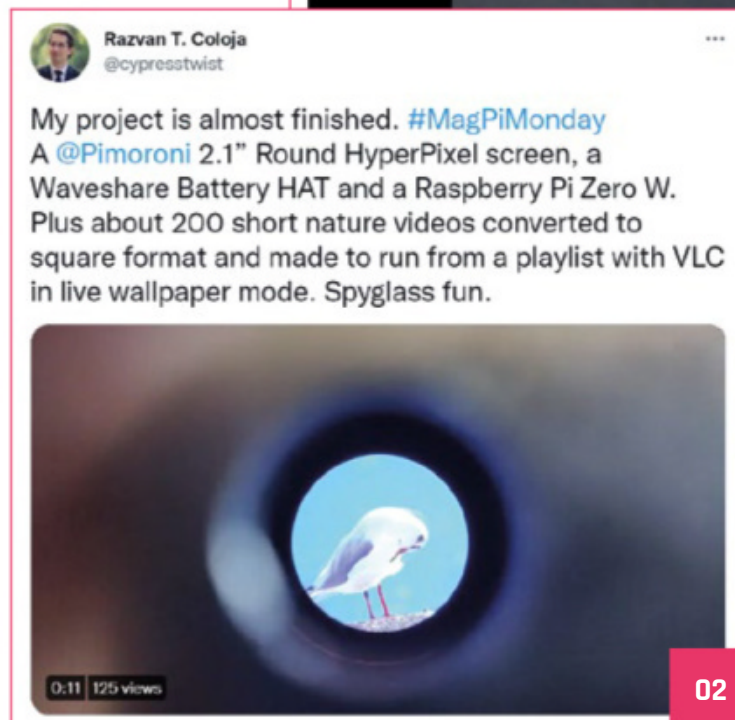 Razvan T. Coloja
@cypresstwist
...
My project is almost finished. #MagPiMonday
A @Pimoroni 2.1” Round HyperPixel screen, a
Waveshare Battery HAT and a Raspberry Pi Zero W.
Plus about 200 short nature videos converted to
square format and made to run from a playlist with VLC
in live wallpaper mode. Spyglass fun.
0:11 125 views
02